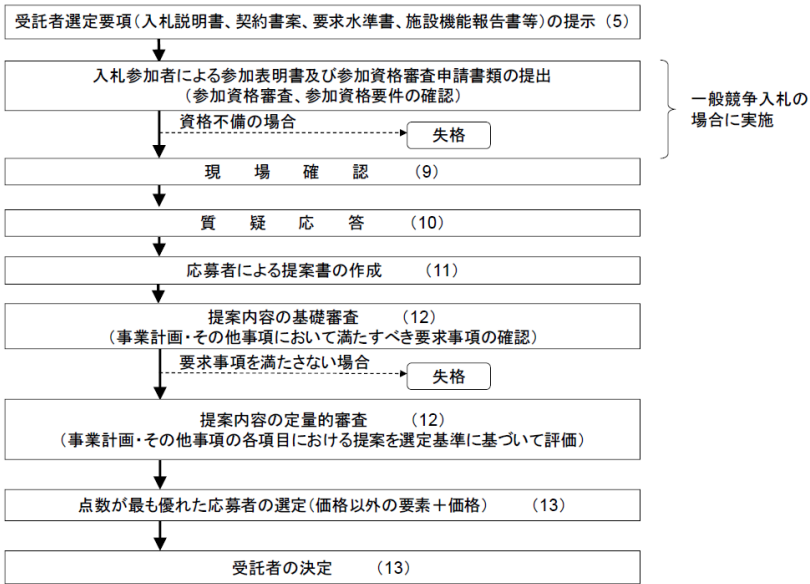 受託者選定要項(入札説明書、契約書案、要求水準書、施設機能報告書等)の提示 (5)
入札参加者による参加表明書及び参加資格審査申請書類の提出
(参加資格審査、参加資格要件の確認)
一般競争入札の
場合に実施
資格不備の場合
失格
現 場 確 認 (9)
質 疑 応 答 (10)
応募者による提案書の作成 (11)
提案内容の基礎審査 (12)
(事業計画・その他事項において満たすべき要求事項の確認)
要求事項を満たさない場合
失格
提案内容の定量的審査 (12)
(事業計画・その他事項の各項目における提案を選定基準に基づいて評価)
点数が最も優れた応募者の選定(価格以外の要素+価格) (13)
受託者の決定 (13)